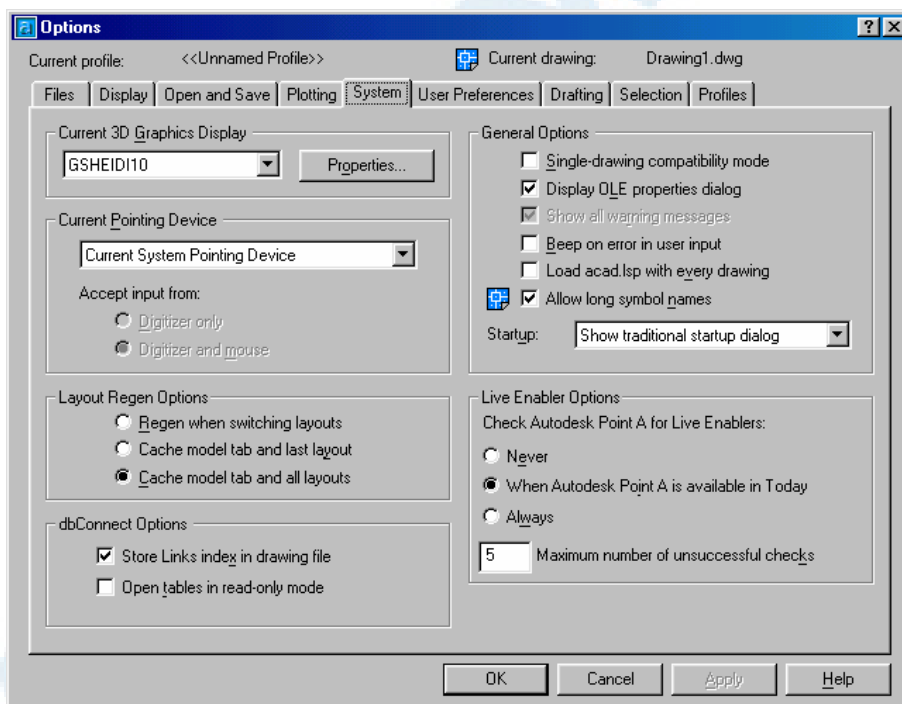 Options
Current profile: <<Unnamed Profile>> Current drawing: Drawing1.dwg
Files Display Open and Save Plotting System User Preferences Drafting Selection Profiles
Current 3D Graphics Display
GSHEIDI10 Properties...
Current Pointing Device
Current System Pointing Device
Accept input from:
Digitizer only
Digitizer and mouse
Layout Regen Options
Regen when switching layouts
Cache model tab and last layout
Cache model tab and all layouts
dbConnect Options
Store Links index in drawing file
Open tables in read-only mode
General Options
Single-drawing compatibility mode
Display OLE properties dialog
Show all warning messages
Beep on error in user input
Load acad.lsp with every drawing
Allow long symbol names
Startup: Show traditional startup dialog
Live Enabler Options
Check Autodesk Point A for Live Enablers:
Never
When Autodesk Point A is available in Today
Always
5 Maximum number of unsuccessful checks
OK Cancel Apply Help